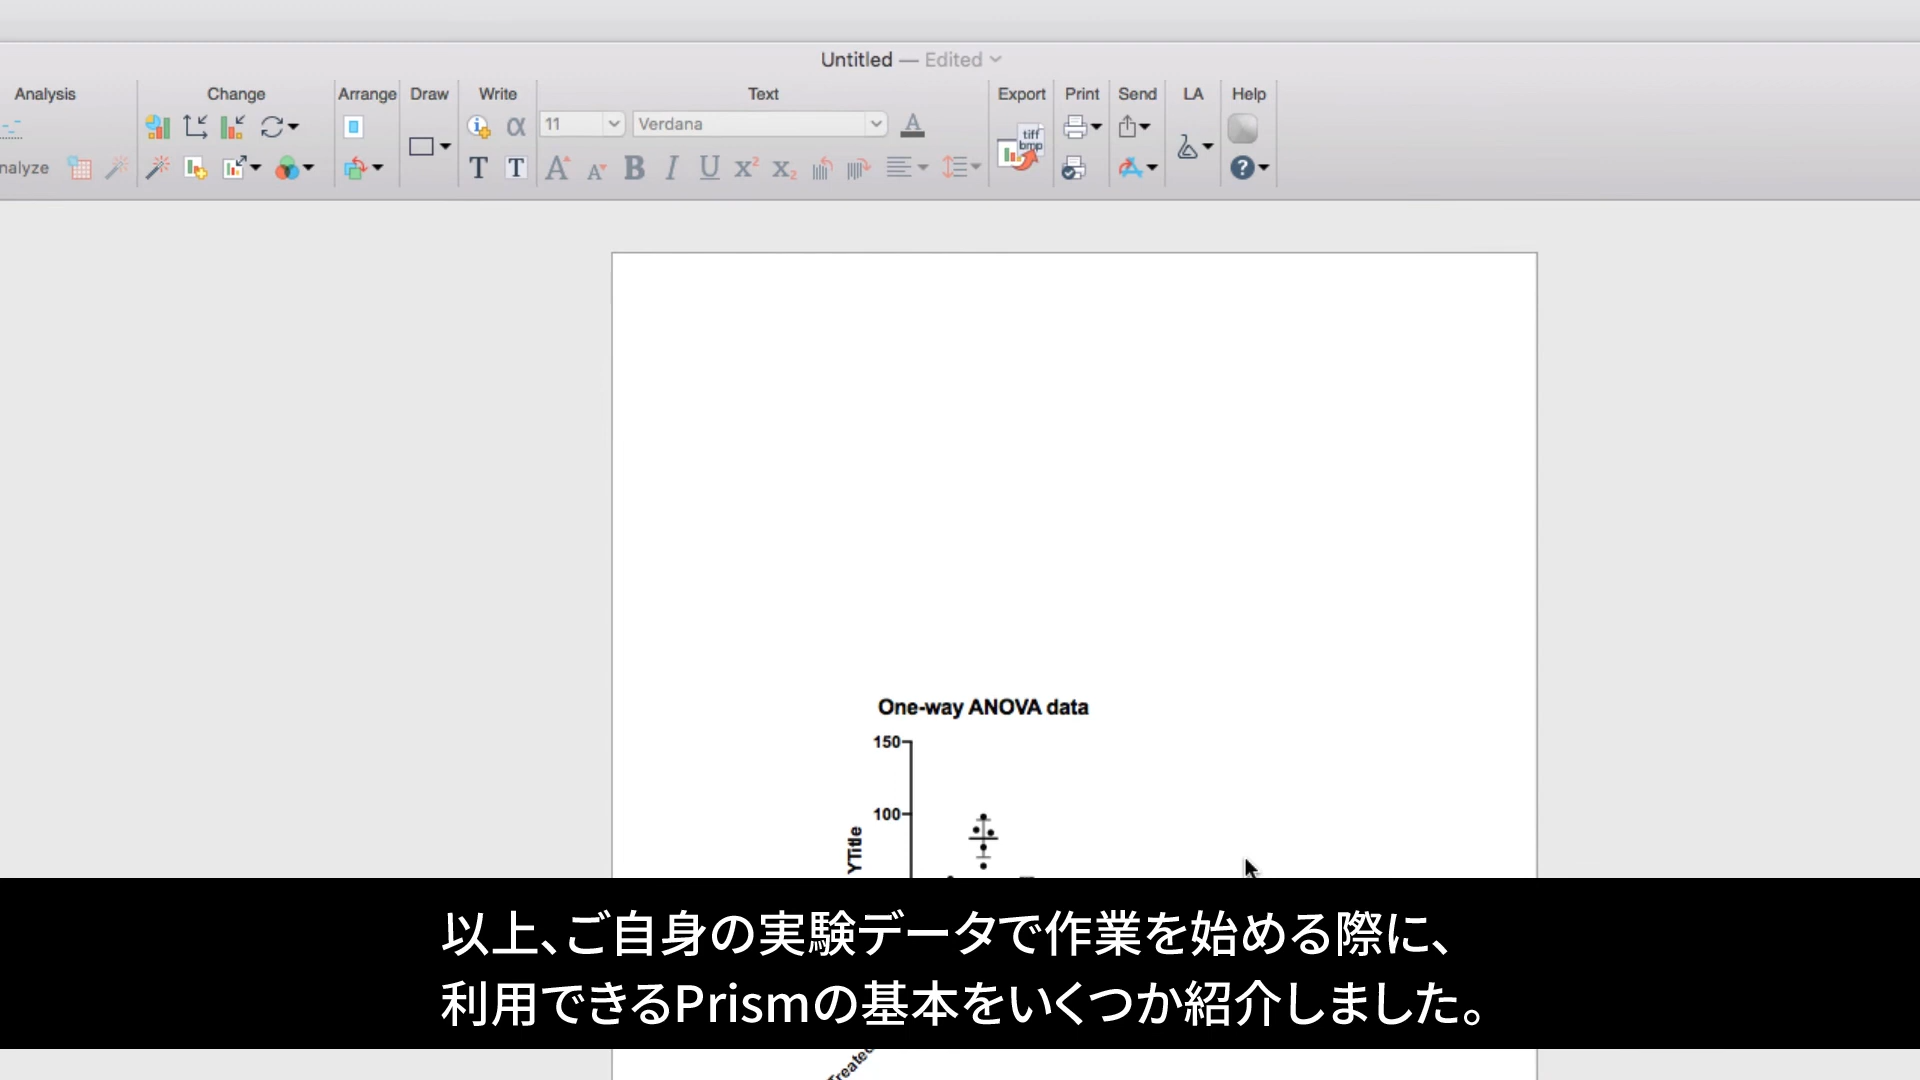 Untitled — Edited
Analysis Change Arrange Draw Write Text Export Print Send LA Help
11 Verdana
tiff
bmp
nalyze
One-way ANOVA data
150
100
YTitle
以上、ご自身の実験データで作業を始める際に、
利用できるPrismの基本をいくつか紹介しました。
Treated